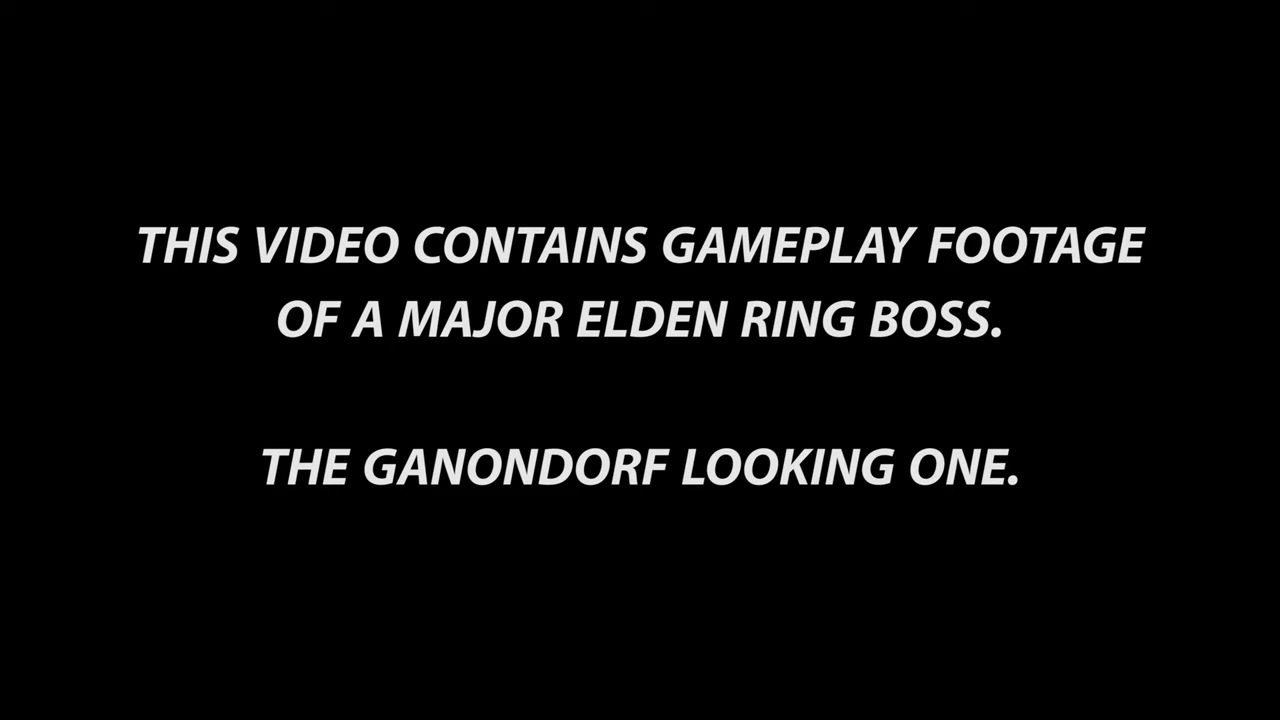 THIS VIDEO CONTAINS GAMEPLAY FOOTAGE
OF A MAJOR ELDEN RING BOSS.
THE GANONDORF LOOKING ONE.